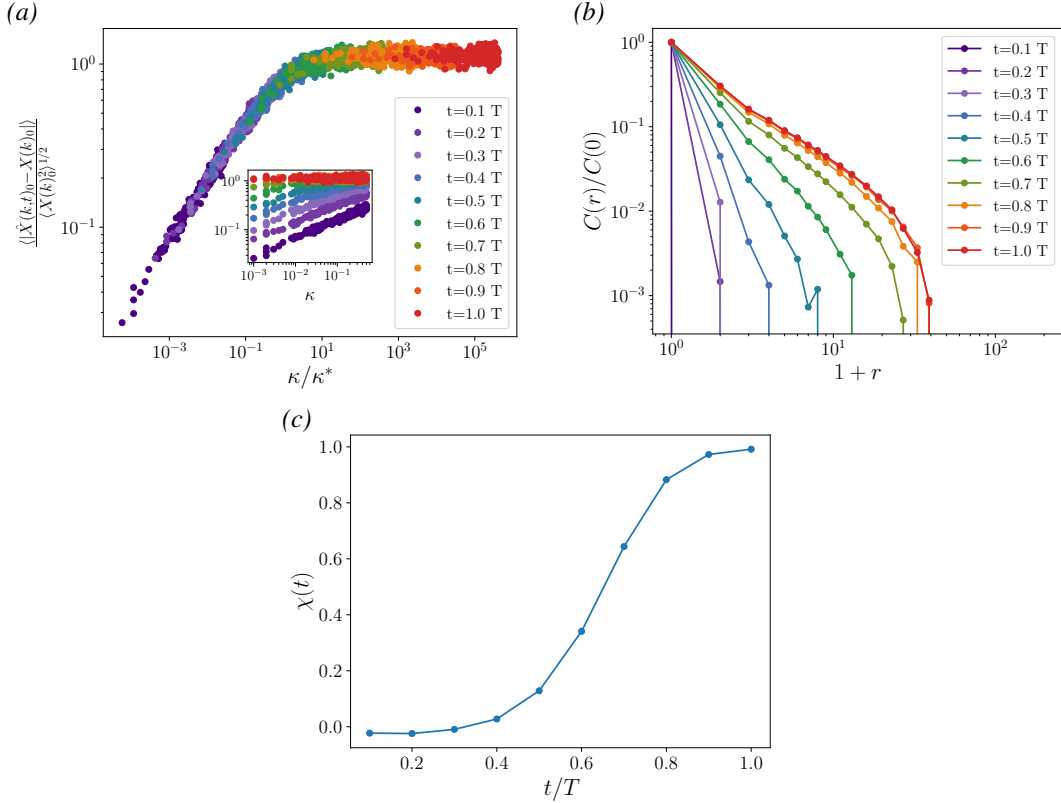 (a)
10^0
10^{-1}
⟨|X̂(k,t)_0−X(k)_0|⟩
⟨X(k)_0^2⟩^{1/2}
10^0
10^{-1}
10^{-3} 10^{-2} 10^{-1}
κ
t=0.1 T
t=0.2 T
t=0.3 T
t=0.4 T
t=0.5 T
t=0.6 T
t=0.7 T
t=0.8 T
t=0.9 T
t=1.0 T
10^{-3} 10^{-1} 10^1 10^3 10^5
κ/κ*
(b)
10^0
10^{-1}
10^{-2}
10^{-3}
C(r)/C(0)
t=0.1 T
t=0.2 T
t=0.3 T
t=0.4 T
t=0.5 T
t=0.6 T
t=0.7 T
t=0.8 T
t=0.9 T
t=1.0 T
10^0 10^1 10^2
1 + r
(c)
1.0
0.8
0.6
0.4
0.2
0.0
χ(t)
0.2 0.4 0.6 0.8 1.0
t/T